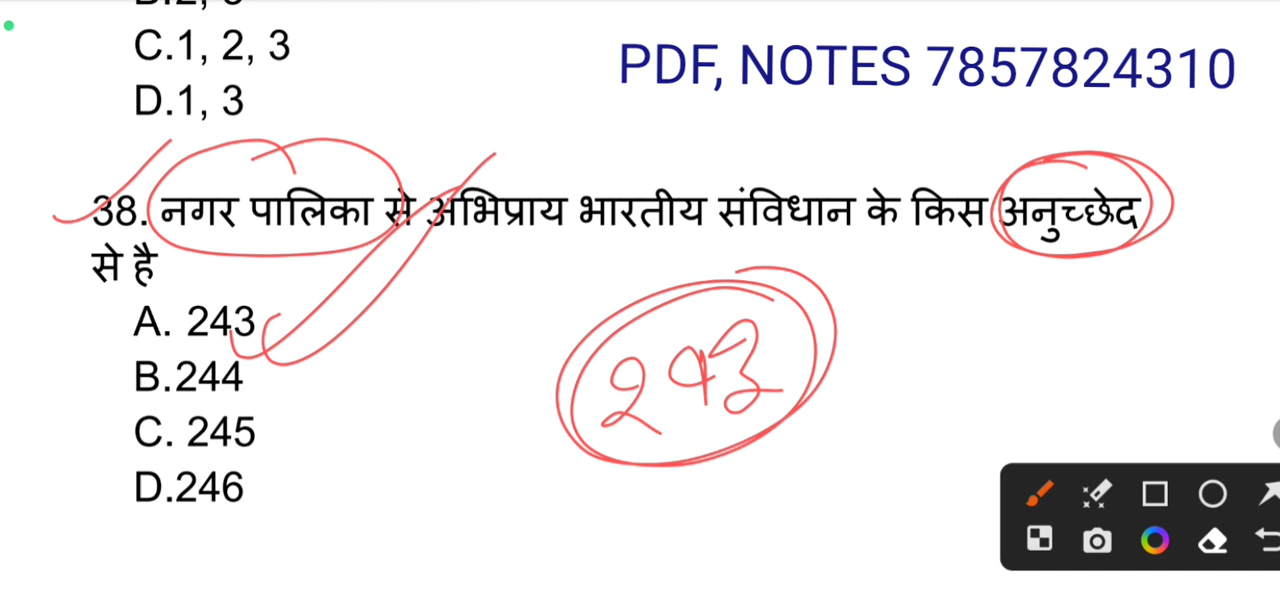 C.1, 2, 3
PDF, NOTES 7857824310
D.1, 3
38. नगर पालिका से अभिप्राय भारतीय संविधान के किस अनुच्छेद
से है
A. 243
B.244
C. 245
D.246
243